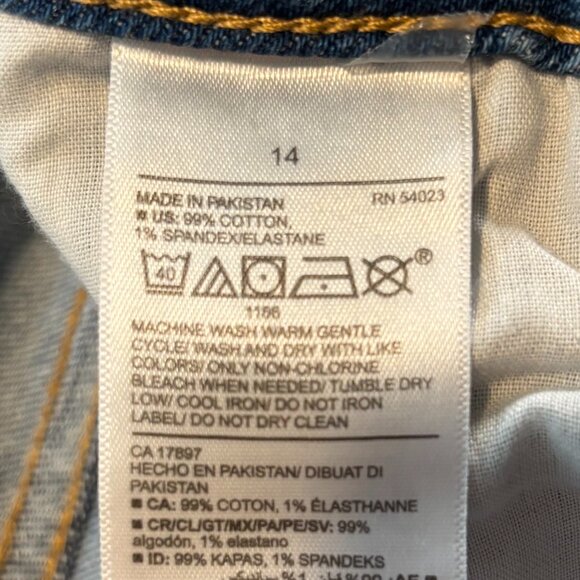 14
MADE IN PAKISTAN RN 54023
US: 99% COTTON,
1% SPANDEX/ELASTANE
40
®
1166
MACHINE WASH WARM GENTLE
CYCLE/ WASH AND DRY WITH LIKE
COLORS/ ONLY NON-CHLORINE
BLEACH WHEN NEEDED/ TUMBLE DRY
LOW/ COOL IRON/ DO NOT IRON
LABEL/ DO NOT DRY CLEAN
CA 17897
HECHO EN PAKISTAN/ DIBUAT DI
PAKISTAN
■ CA: 99% COTON, 1% ÉLASTHANNE
■ CR/CL/GT/MX/PA/PE/SV: 99%
algodón, 1% elastano
■ ID: 99% KAPAS, 1% SPANDEKS